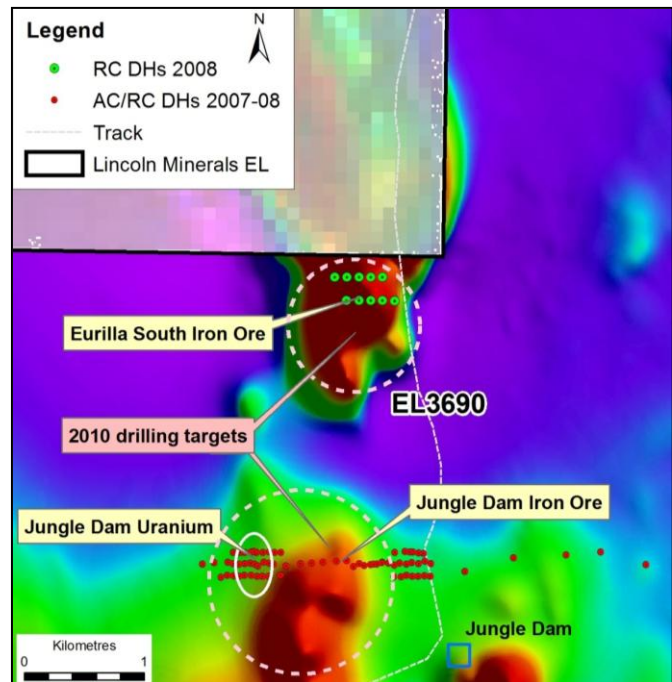 Legend
N
RC DHs 2008
AC/RC DHs 2007-08
Track
Lincoln Minerals EL
Eurilla South Iron Ore
EL3690
2010 drilling targets
Jungle Dam Iron Ore
Jungle Dam Uranium
Jungle Dam
Kilometres
0 1